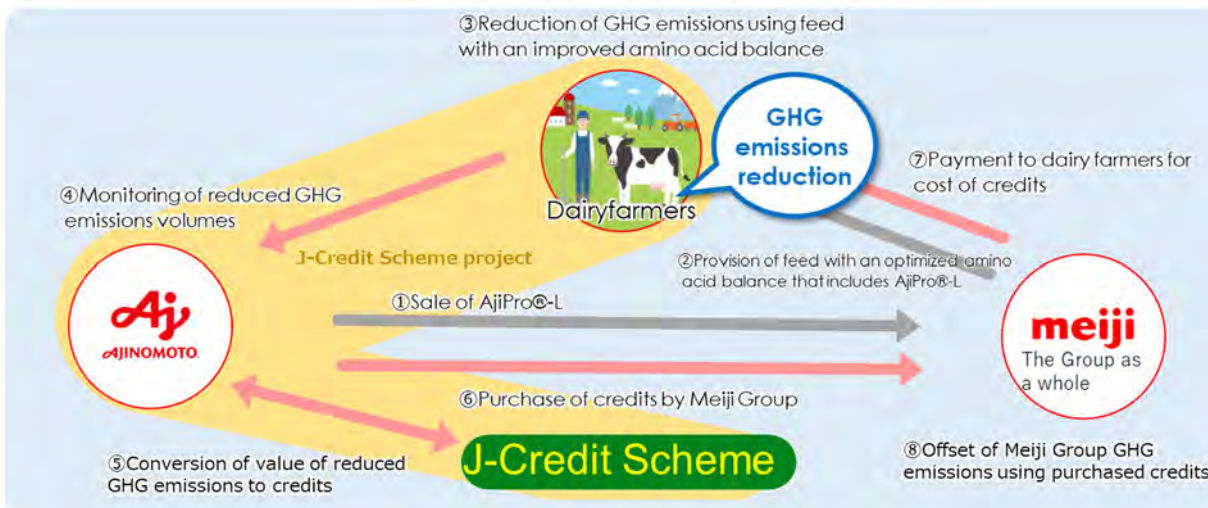 ③Reduction of GHG emissions using feed
with an improved amino acid balance
GHG
emissions
reduction
Dairyfarmers
⑦Payment to dairy farmers for
cost of credits
④Monitoring of reduced GHG
emissions volumes
J-Credit Scheme project
②Provision of feed with an optimized amino
acid balance that includes AjiPro®-L
①Sale of AjiPro®-L
Aj
AJINOMOTO
meiji
The Group as
a whole
⑥Purchase of credits by Meiji Group
J-Credit Scheme
⑤Conversion of value of reduced
GHG emissions to credits
⑧Offset of Meiji Group GHG
emissions using purchased credits